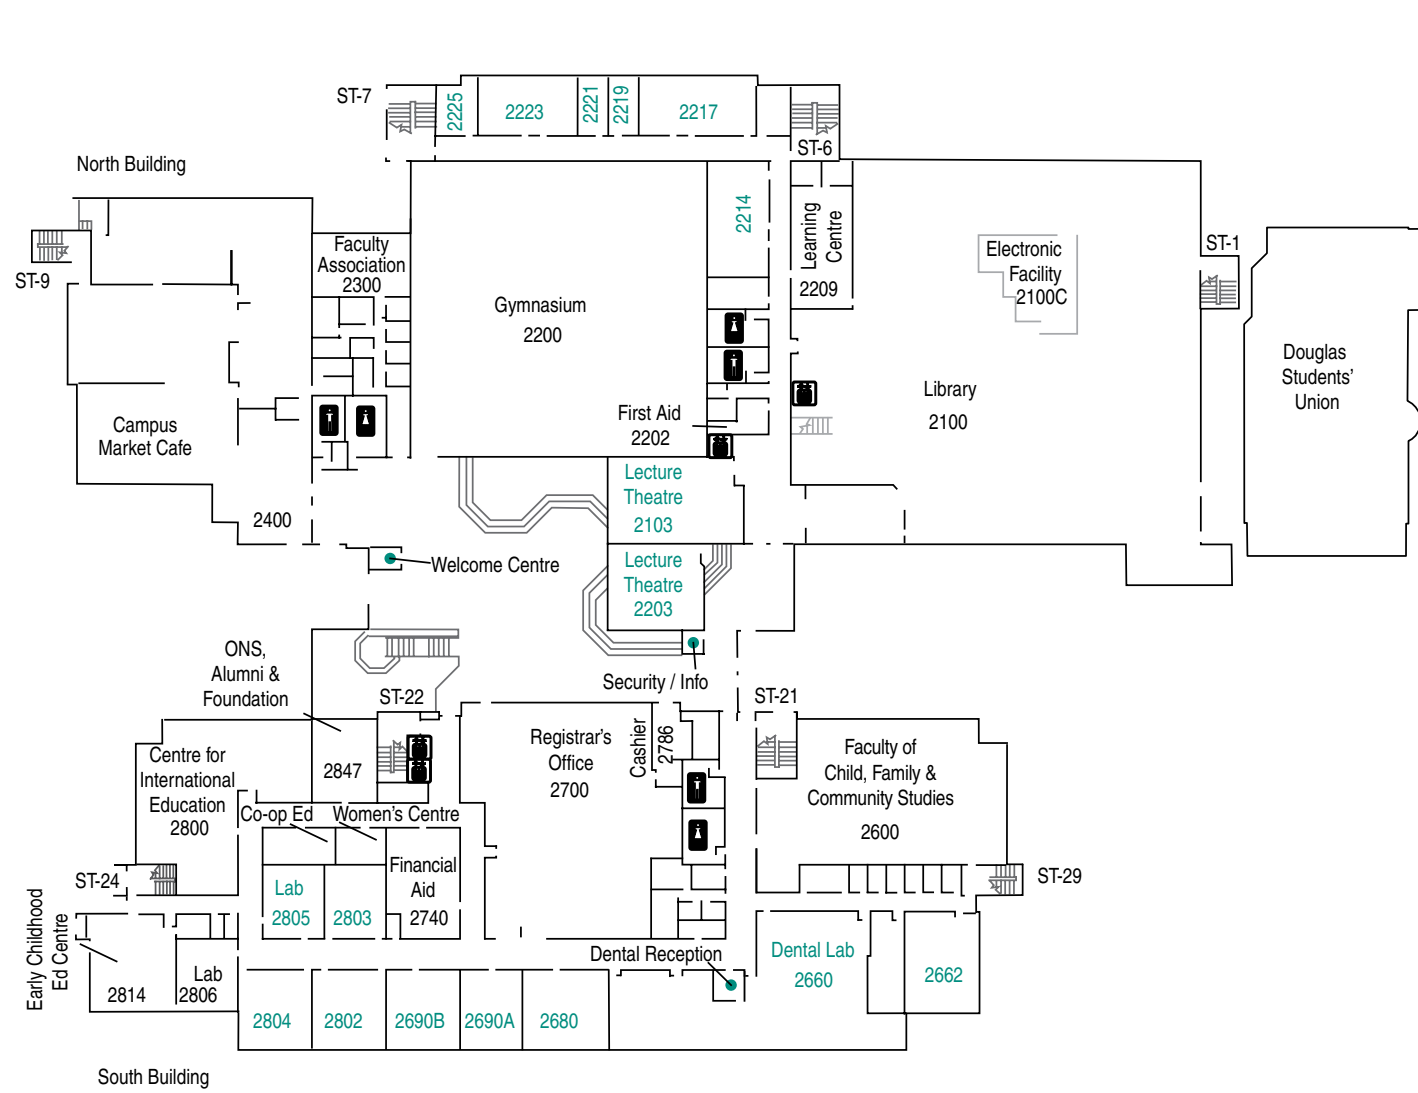 ST-7
2225
2223
2221
2219
2217
ST-6
North Building
2214
Learning
Centre
2209
Faculty
Association
2300
ST-9
Electronic
Facility
2100C
ST-1
Gymnasium
2200
Douglas
Students'
Union
Library
2100
Campus
Market Cafe
First Aid
2202
Lecture
Theatre
2103
2400
Welcome Centre
Lecture
Theatre
2203
ONS,
Alumni &
Foundation
Security / Info
ST-22
ST-21
Centre for
International
Education
2800
2847
Registrar's
Office
2700
Cashier
2786
Faculty of
Child, Family &
Community Studies
2600
Co-op Ed
Women's Centre
Financial
Aid
2740
ST-24
Lab
2805
2803
ST-29
Early Childhood
Ed Centre
2814
Lab
2806
Dental Reception
Dental Lab
2660
2662
2804
2802
2690B
2690A
2680
South Building